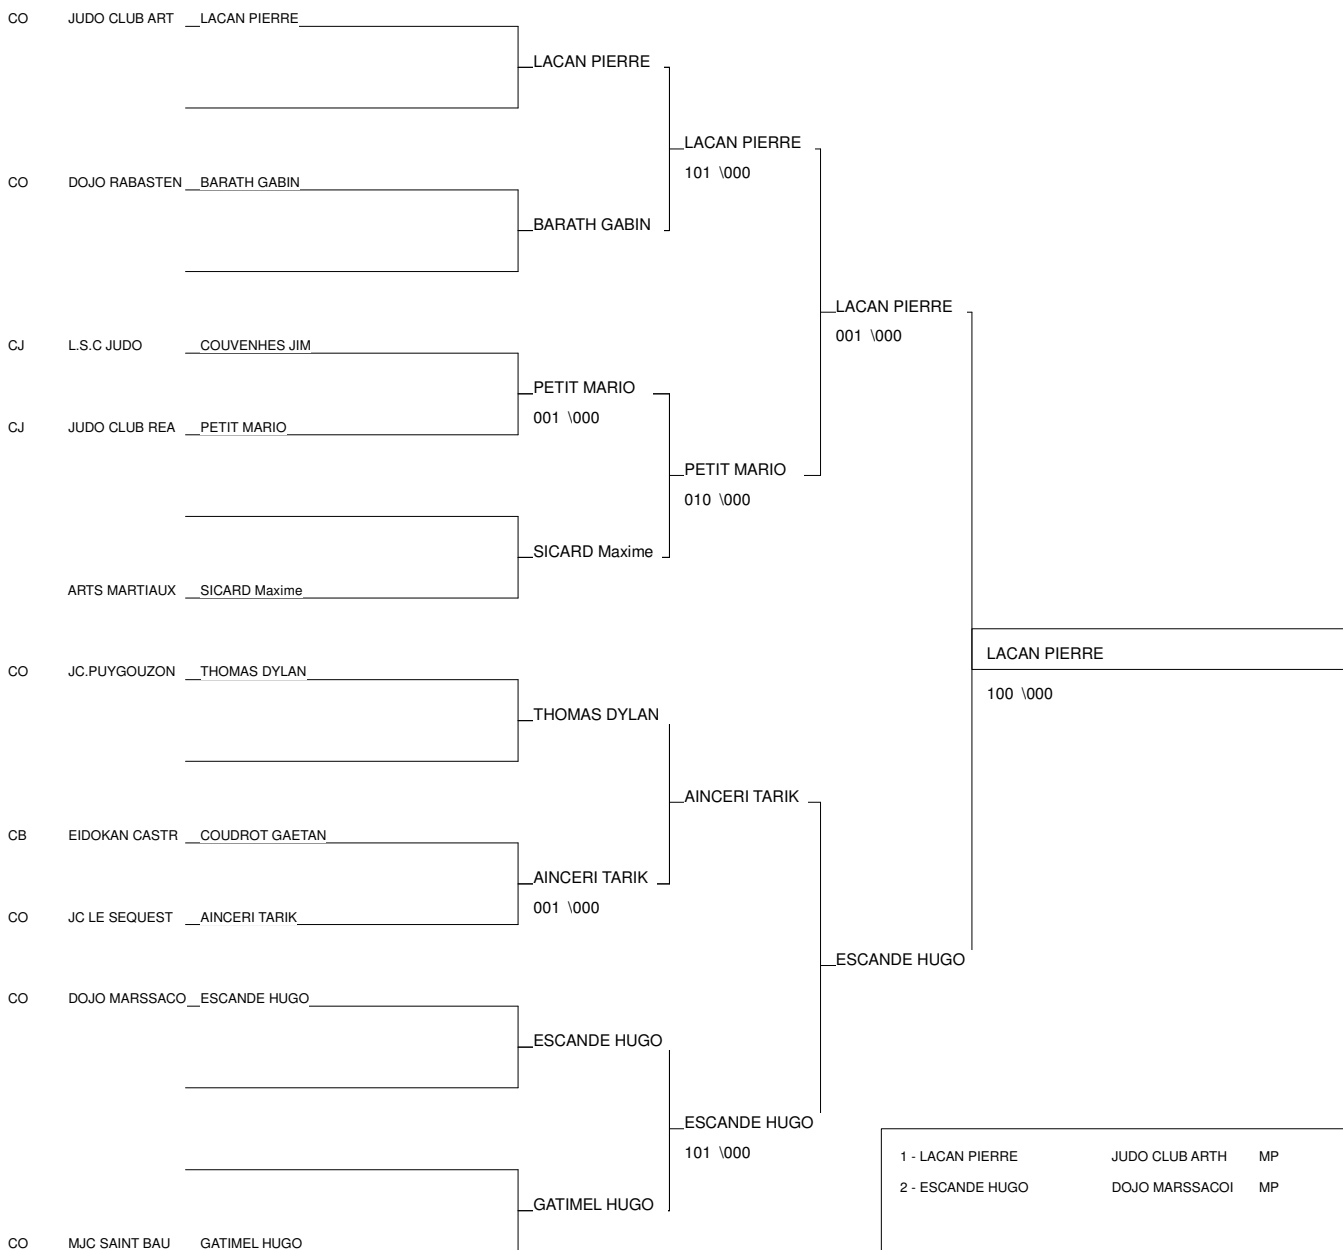 CO JUDO CLUB ART LACAN PIERRE
LACAN PIERRE
LACAN PIERRE
101 \000
CO DOJO RABASTEN BARATH GABIN
BARATH GABIN
LACAN PIERRE
001 \000
CJ L.S.C JUDO COUVENHES JIM
PETIT MARIO
001 \000
CJ JUDO CLUB REA PETIT MARIO
PETIT MARIO
010 \000
SICARD Maxime
ARTS MARTIAUX SICARD Maxime
LACAN PIERRE
100 \000
CO JC.PUYGOUZON THOMAS DYLAN
THOMAS DYLAN
AINCERI TARIK
CB EIDOKAN CASTR COUDROT GAETAN
AINCERI TARIK
001 \000
CO JC LE SEQUEST AINCERI TARIK
ESCANDE HUGO
CO DOJO MARSSACO ESCANDE HUGO
ESCANDE HUGO
ESCANDE HUGO
101 \000
GATIMEL HUGO
CO MJC SAINT BAU GATIMEL HUGO
1 - LACAN PIERRE JUDO CLUB ARTH MP
2 - ESCANDE HUGO DOJO MARSSACOI MP